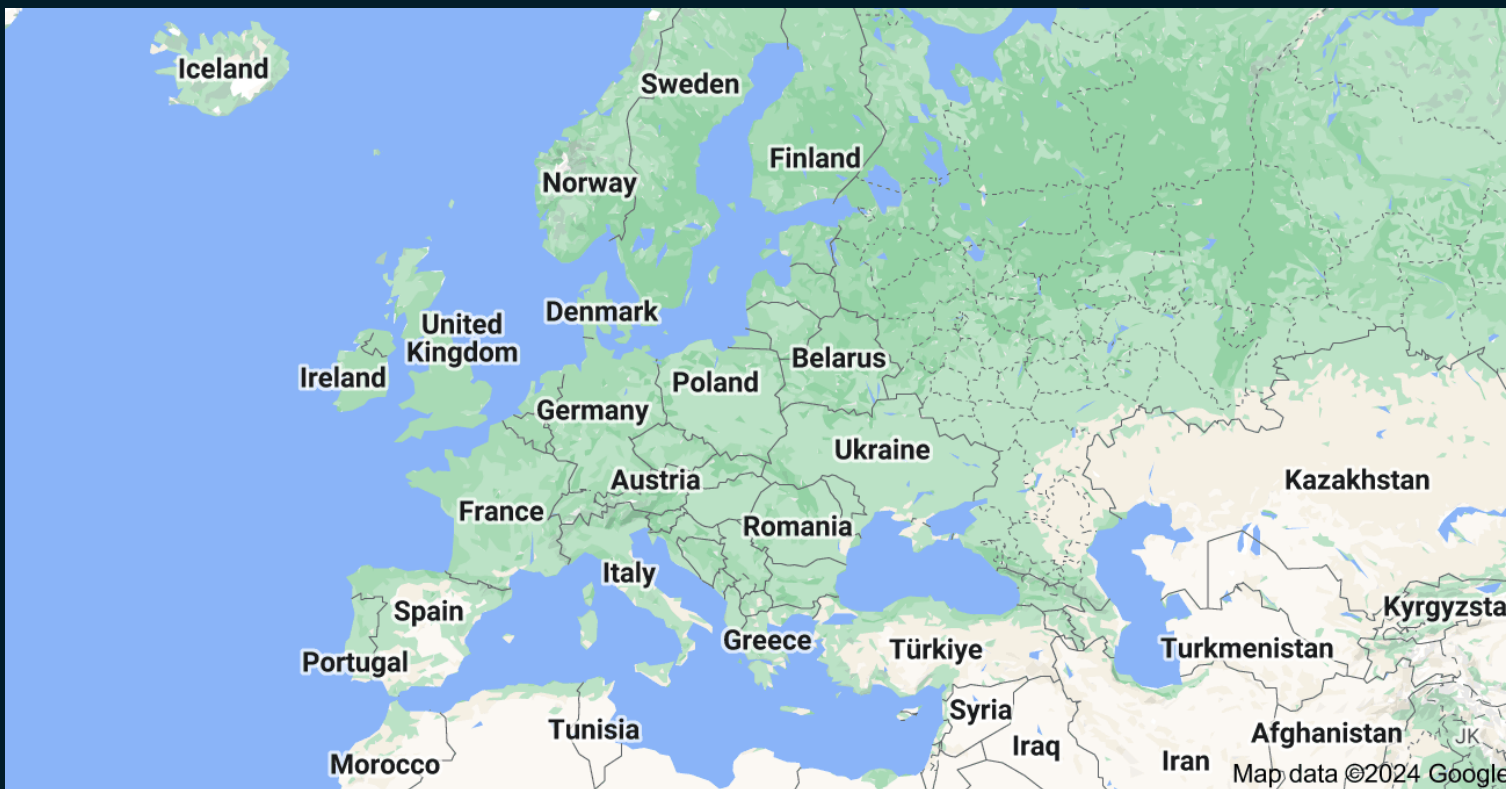 Iceland
Sweden
Finland
Norway
Denmark
United
Kingdom
Belarus
Ireland
Poland
Germany
Ukraine
Austria
Kazakhstan
France
Romania
Italy
Spain
Kyrgyzsta
Greece
Türkiye
Turkmenistan
Portugal
Syria
Tunisia
Afghanistan
JK
Iraq
Iran
Morocco
Map data ©2024 Google